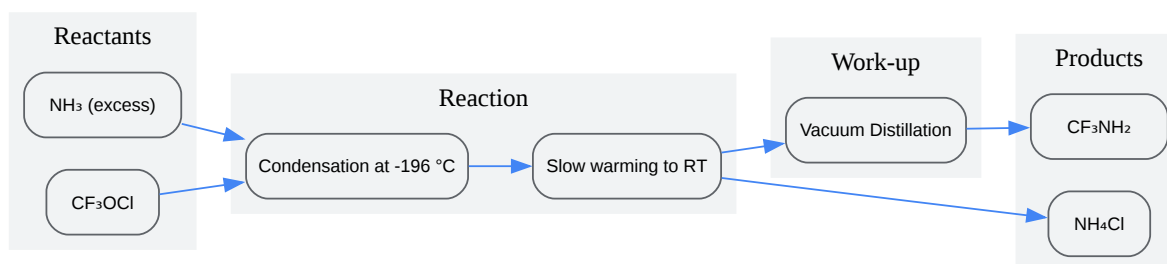 Reactants
NH₃ (excess)
CF₃OCl
Reaction
Condensation at -196 °C
Slow warming to RT
Work-up
Vacuum Distillation
Products
CF₃NH₂
NH₄Cl